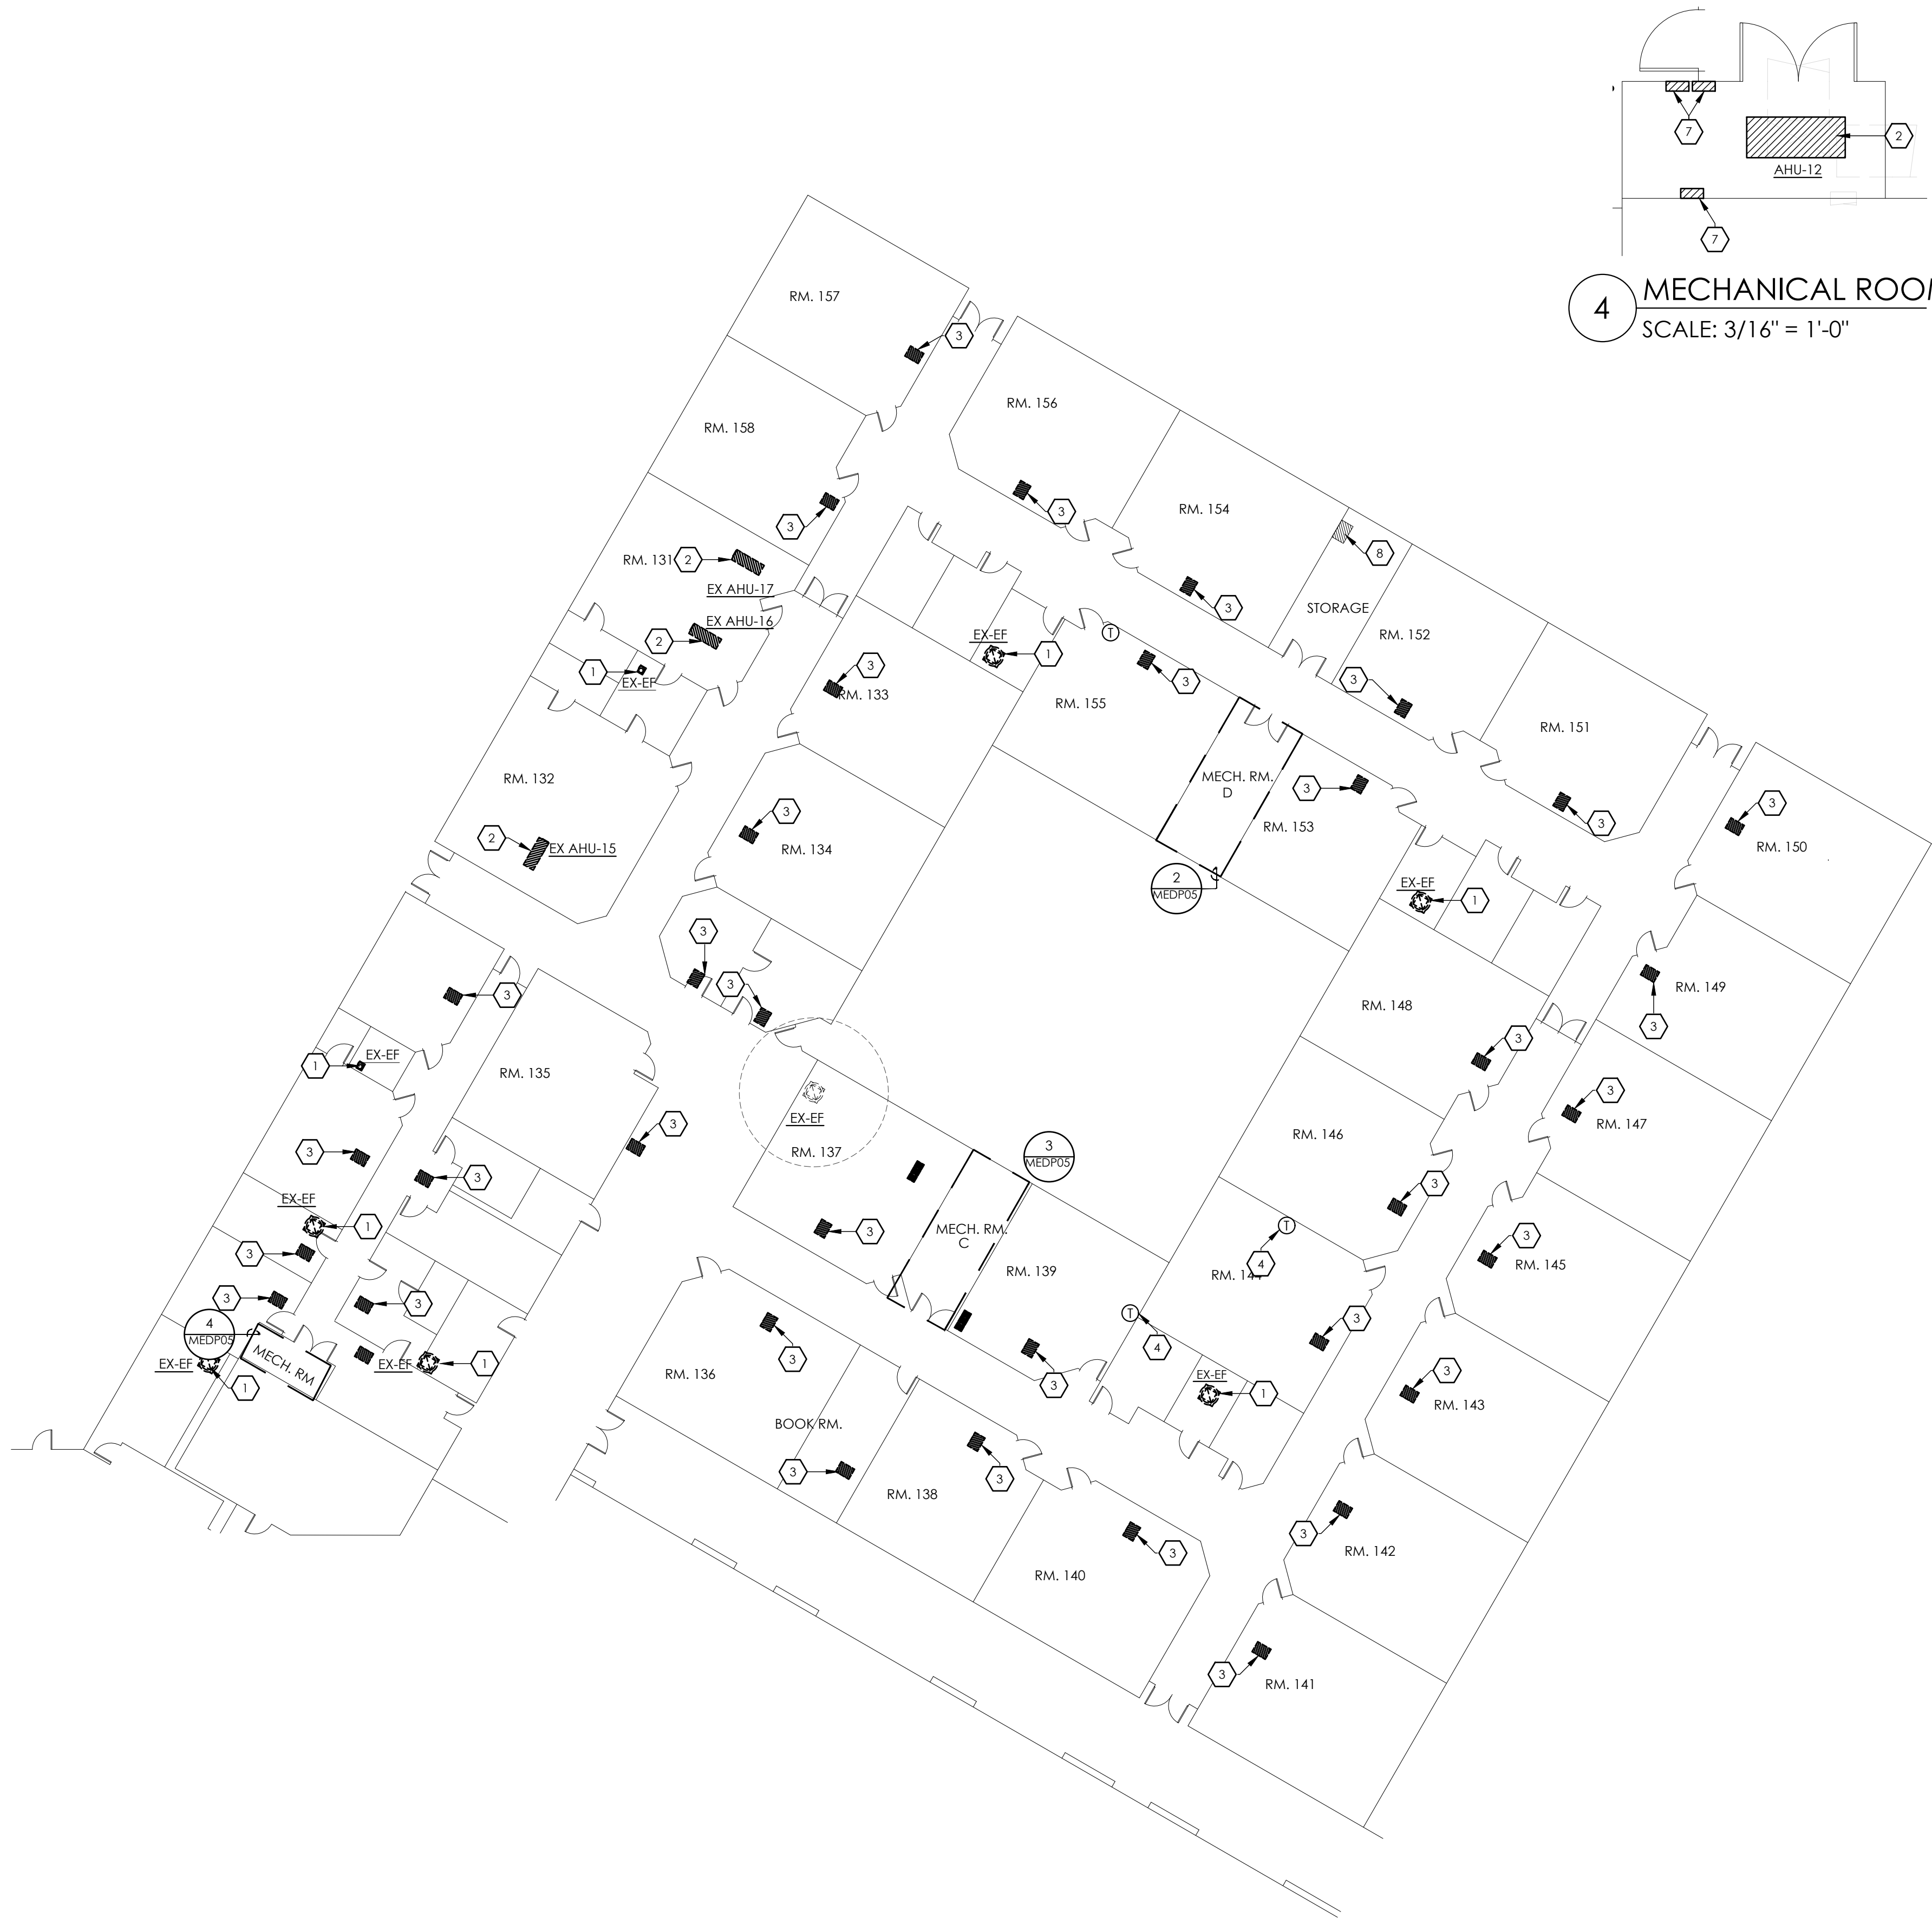 7
2
AHU-12
7
4
MECHANICAL ROOM
SCALE: 3/16" = 1'-0"
RM. 157
3
RM. 156
RM. 158
3
3
RM. 154
RM. 131
2
8
EX AHU-17
3
STORAGE
EX AHU-16
2
EX-EF
RM. 152
T
1
1
EX-EF
3
3
3
RM. 133
RM. 155
RM. 151
RM. 132
MECH. RM.
D
3
3
3
3
RM. 153
2
EX AHU-15
RM. 134
RM. 150
2
MEDP05
EX-EF
1
3
3
3
RM. 149
RM. 148
3
3
1
EX-EF
RM. 135
3
EX-EF
3
RM. 147
RM. 146
3
3
MEDP05
RM. 137
3
3
3
EX-EF
1
T
3
3
MECH. RM.
C
3
4
RM. 145
RM. 139
RM. 14
3
3
T
4
MEDP05
4
3
MECH. RM
EX-EF
1
EX-EF
1
3
RM. 136
3
EX-EF
1
3
RM. 143
BOOK RM.
3
3
RM. 138
3
3
RM. 142
RM. 140
3
RM. 141